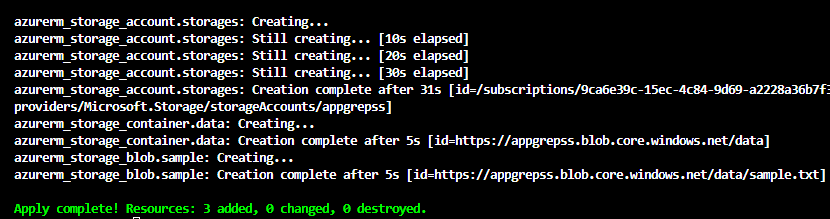 azurerm_storage_account.storages: Creating...
azurerm_storage_account.storages: Still creating... [10s elapsed]
azurerm_storage_account.storages: Still creating... [20s elapsed]
azurerm_storage_account.storages: Still creating... [30s elapsed]
azurerm_storage_account.storages: Creation complete after 31s [id=/subscriptions/9ca6e39c-15ec-4c84-9d69-a2228a36b7f3
providers/Microsoft.Storage/storageAccounts/appgrepss]
azurerm_storage_container.data: Creating...
azurerm_storage_container.data: Creation complete after 5s [id=https://appgrepss.blob.core.windows.net/data]
azurerm_storage_blob.sample: Creating...
azurerm_storage_blob.sample: Creation complete after 5s [id=https://appgrepss.blob.core.windows.net/data/sample.txt]
Apply complete! Resources: 3 added, 0 changed, 0 destroyed.